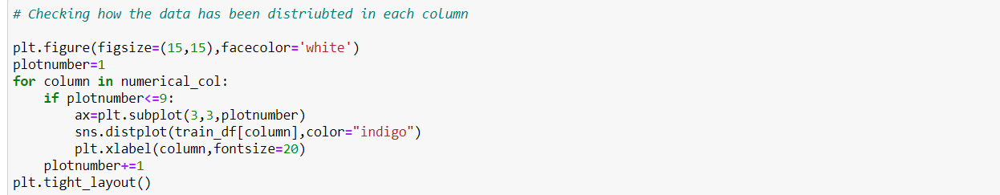 # Checking how the data has been distriubted in each column

plt.figure(figsize=(15,15),facecolor='white')
plotnumber=1
for column in numerical_col:
    if plotnumber<=9:
        ax=plt.subplot(3,3,plotnumber)
        sns.distplot(train_df[column],color="indigo")
        plt.xlabel(column,fontsize=20)
    plotnumber+=1
plt.tight_layout()